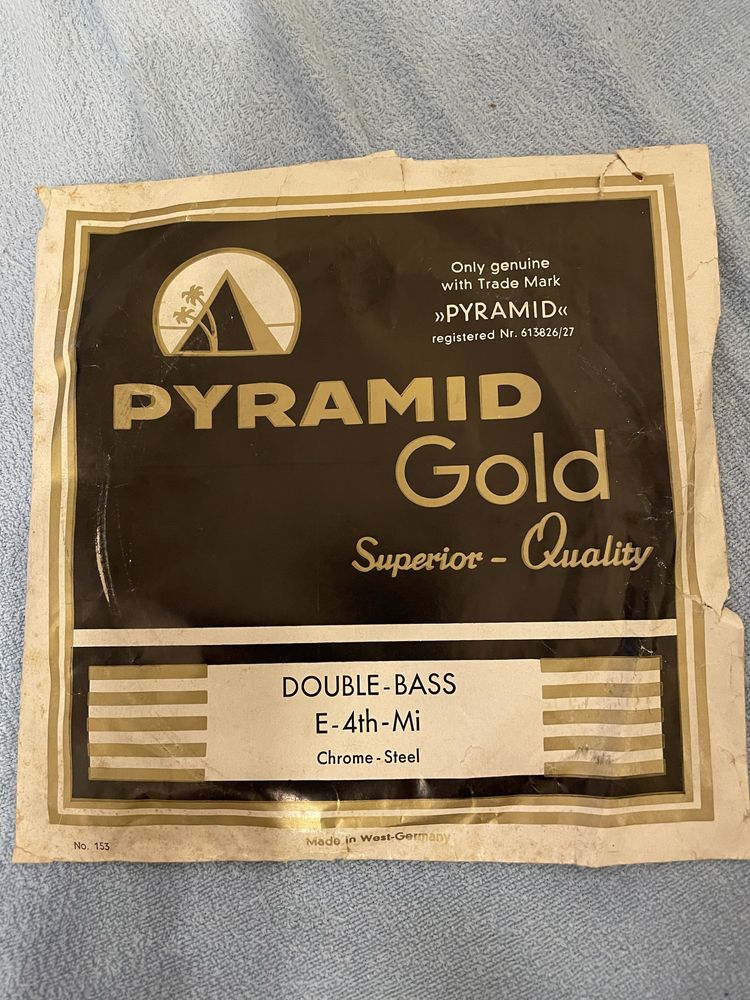 Only genuine
with Trade Mark
»PYRAMID«
registered Nr. 613826/27
PYRAMID
Gold
Superior - Quality
DOUBLE-BASS
E-4th-Mi
Chrome-Steel
No. 153
Made in West-Germany